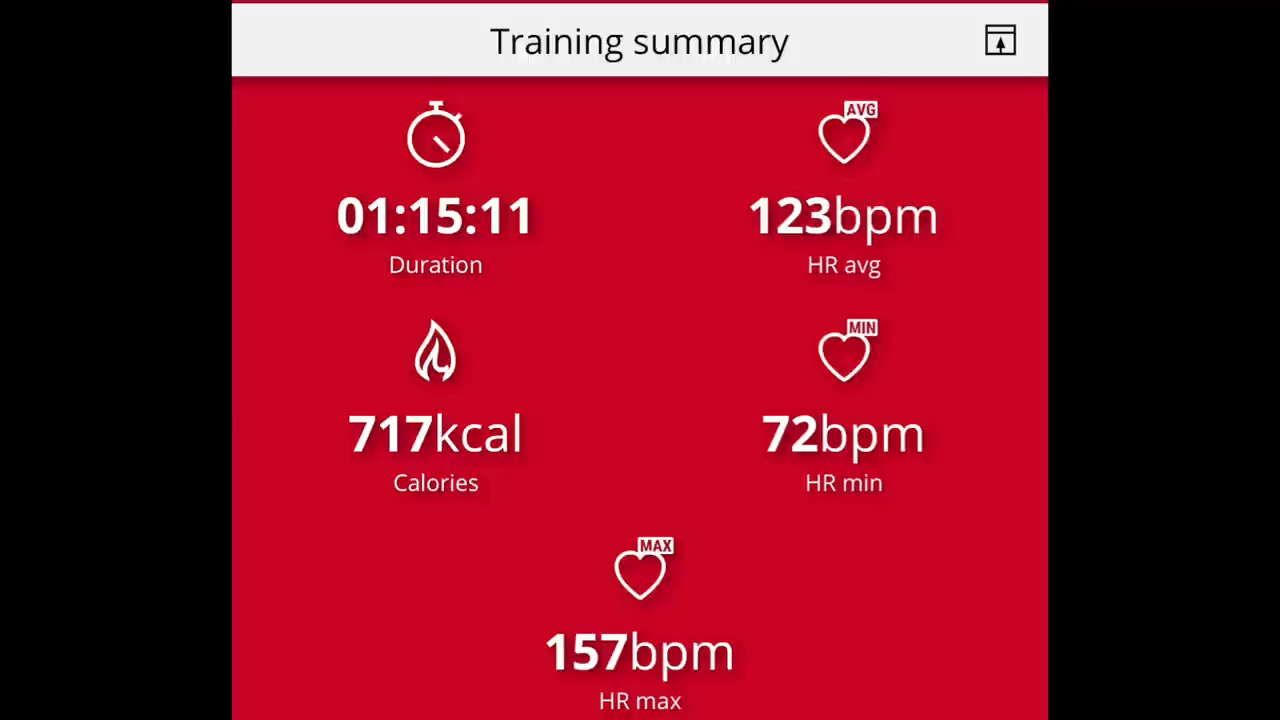 Training summary
AVG
01:15:11
123bpm
Duration
HR avg
MIN
717kcal
72bpm
Calories
HR min
MAX
157bpm
HR max